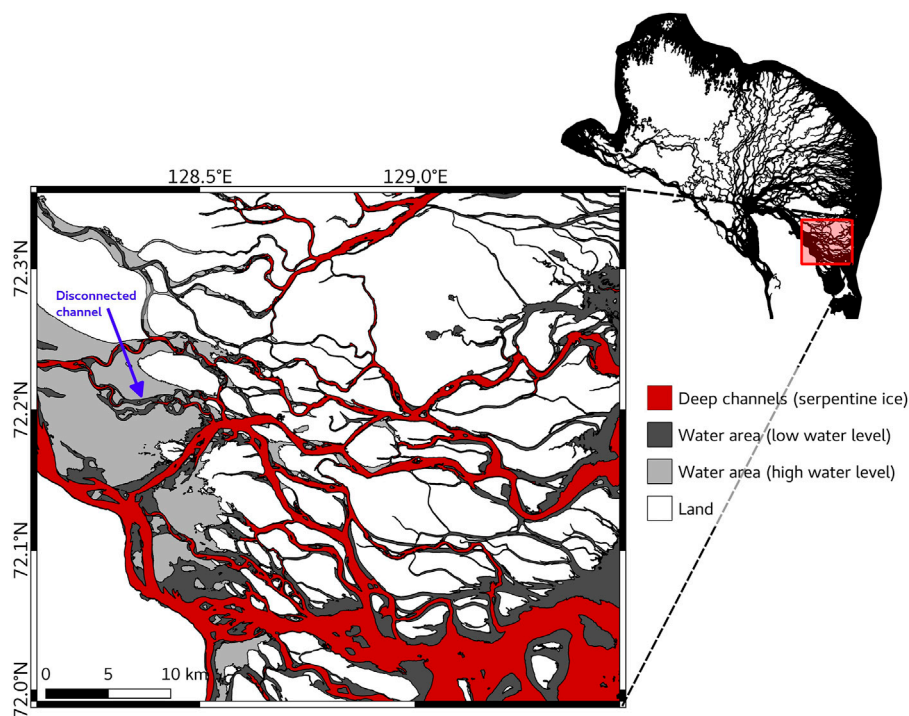 128.5°E 129.0°E
72.3°N
72.2°N
72.1°N
72.0°N
Disconnected
channel
0 5 10 km
Deep channels (serpentine ice)
Water area (low water level)
Water area (high water level)
Land